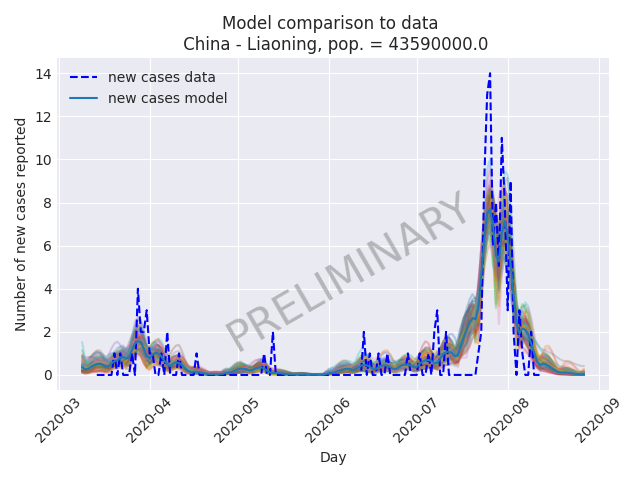 Model comparison to data
China - Liaoning, pop. = 43590000.0
new cases data
new cases model
Number of new cases reported
14
12
10
8
6
4
2
0
PRELIMINARY
2020-03
2020-04
2020-05
2020-06
2020-07
2020-08
2020-09
Day